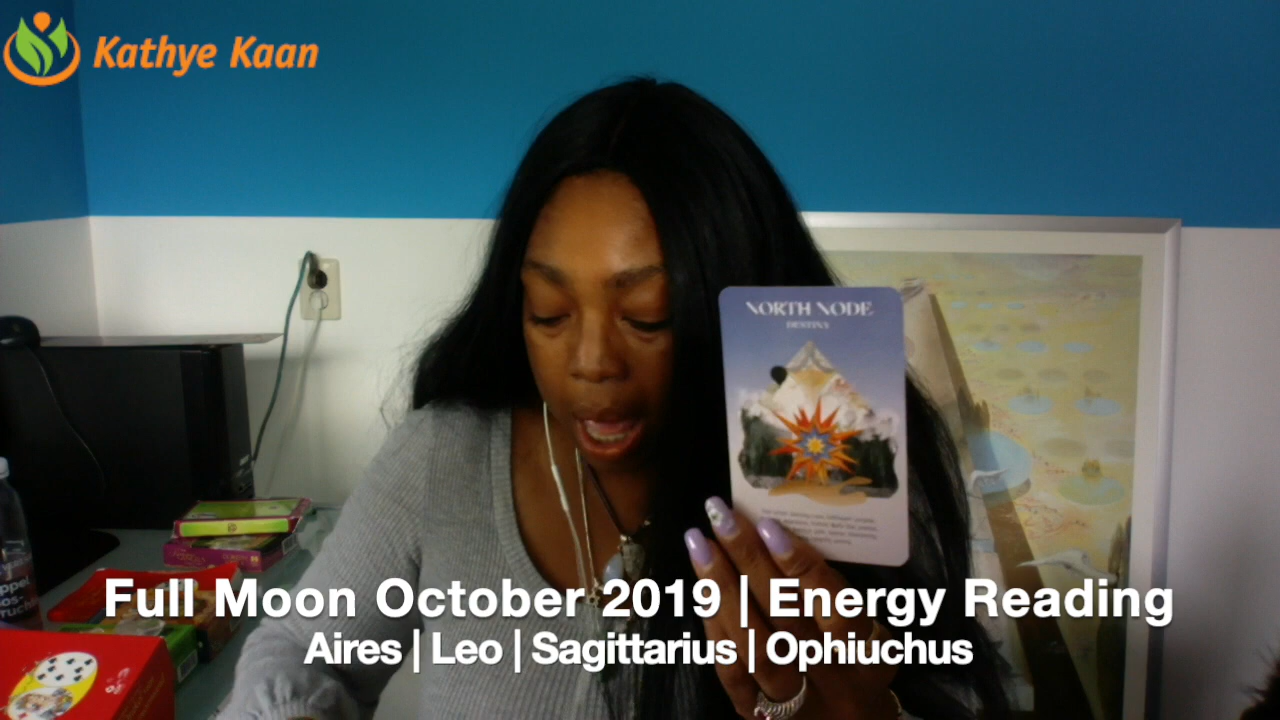 Kathye Kaan
NORTH NODE
DESTINY
Full Moon October 2019 | Energy Reading
Aires | Leo | Sagittarius | Ophiuchus